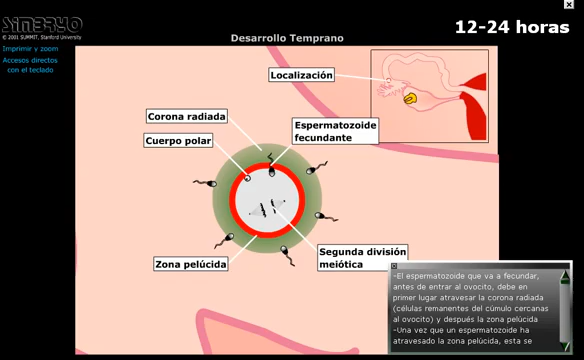 simBRYO
© 2001 SUMMIT, Stanford University
Imprimir y zoom
Accesos directos
con el teclado
Desarrollo Temprano
12-24 horas
Localización
Corona radiada
Cuerpo polar
Espermatozoide
fecundante
Zona pelúcida
Segunda división
meiótica
-El espermatozoide que va a fecundar,
antes de entrar al ovocito, debe en
primer lugar atravesar la corona radiada
(células remanentes del cúmulo cercanas
al ovocito) y después la zona pelúcida
-Una vez que un espermatozoide ha
atravesado la zona pelúcida, esta se